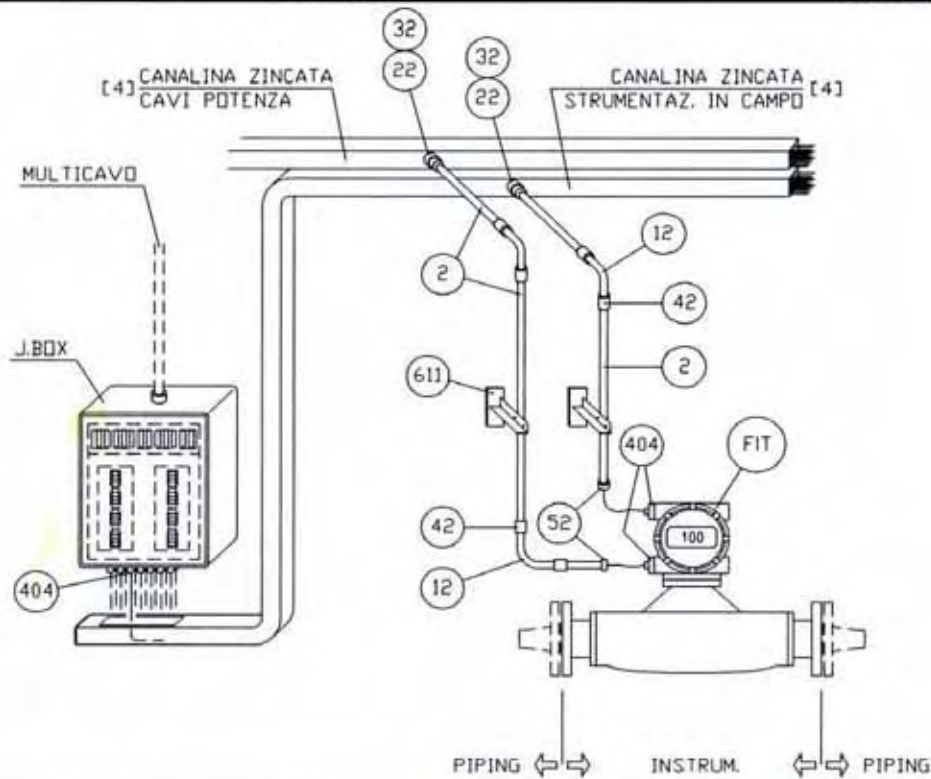 32
22
32
22
[4] CANALINA ZINCATA
CAVI POTENZA
CANALINA ZINCATA [4]
STRUMENTAZ. IN CAMPO
MULTICAVO
12
2
42
J.BOX
611
2
404
FIT
100
42
52
12
404
PIPING
INSTRUM.
PIPING